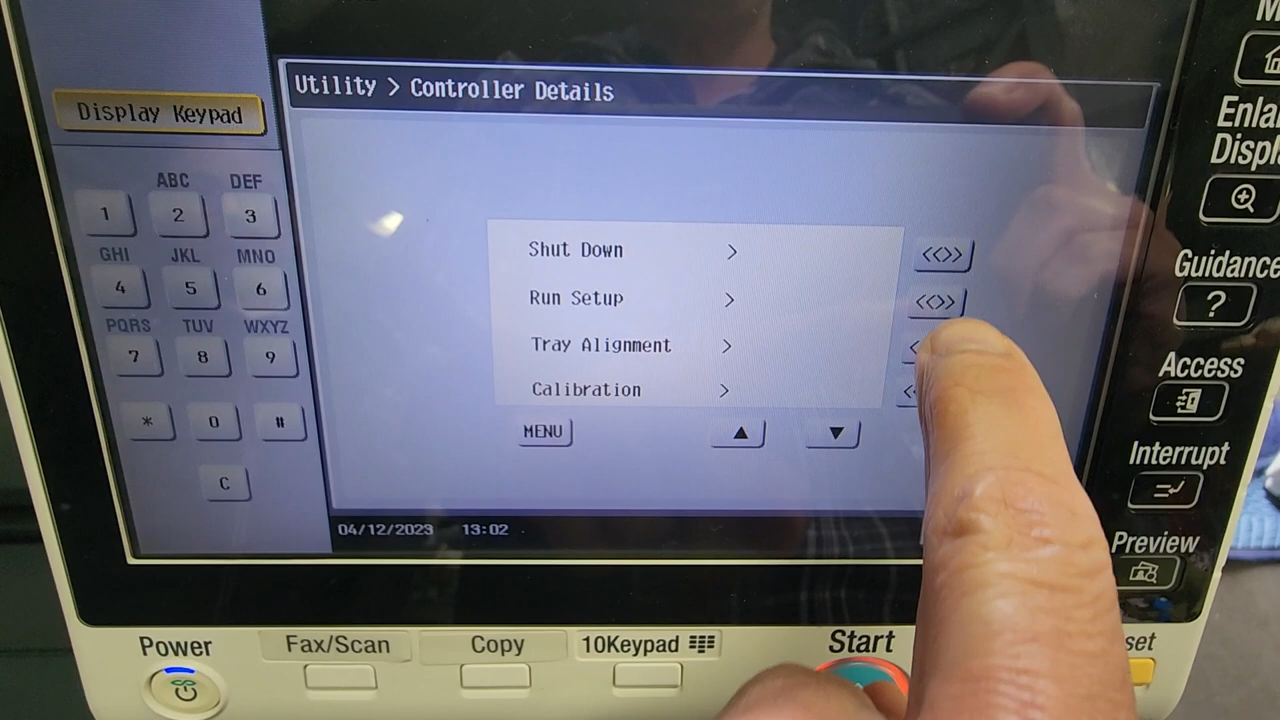 Utility > Controller Details
Display Keypad
ABC DEF
1 2 3
GHI JKL MNO
4 5 6
PQRS TUV WXYZ
7 8 9
* 0 #
C
Shut Down > <<>>
Run Setup > <<>>
Tray Alignment >
Calibration >
MENU ▲ ▼
04/12/2023 13:02
Display
Guidance
?
Access
Interrupt
Preview
Power
Fax/Scan
Copy
10Keypad
Start